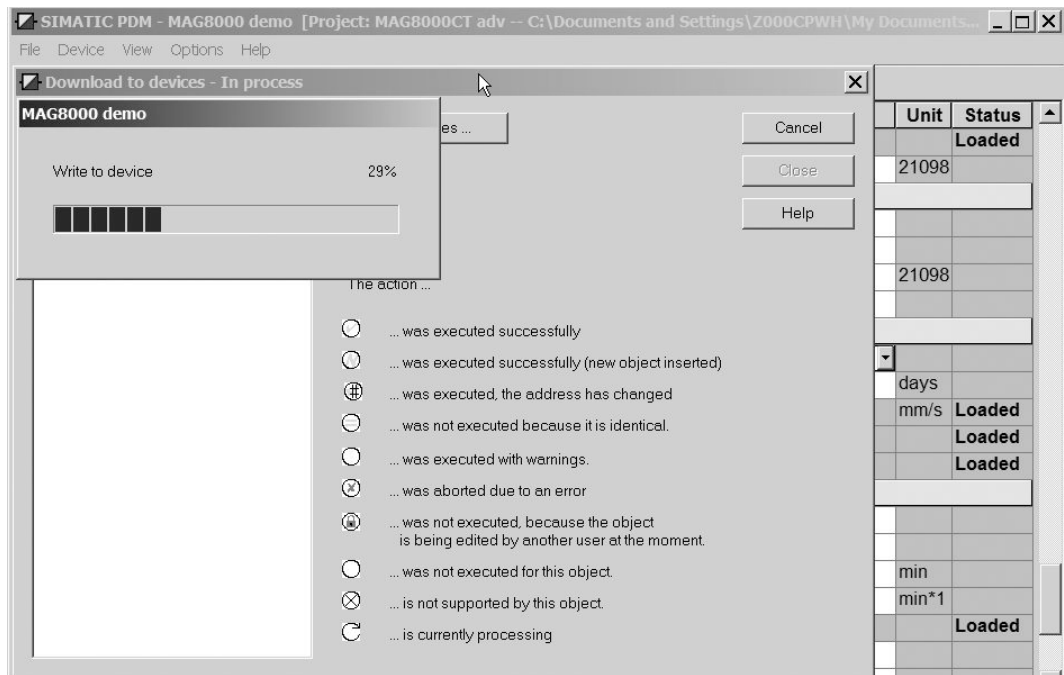 SIMATIC PDM - MAG8000 demo [Project: MAG8000CT adv -- C:\Documents and Settings\Z000CPWH\My Documents...
File Device View Options Help
Download to devices - In process
MAG8000 demo
es ...
Write to device 29%
Cancel
Close
Help
The action ...
... was executed successfully
... was executed successfully (new object inserted)
... was executed, the address has changed
... was not executed because it is identical.
... was executed with warnings.
... was aborted due to an error
... was not executed, because the object
is being edited by another user at the moment.
... was not executed for this object.
... is not supported by this object.
... is currently processing
Unit Status
Loaded
21098
21098
days
mm/s Loaded
Loaded
Loaded
min
min*1
Loaded